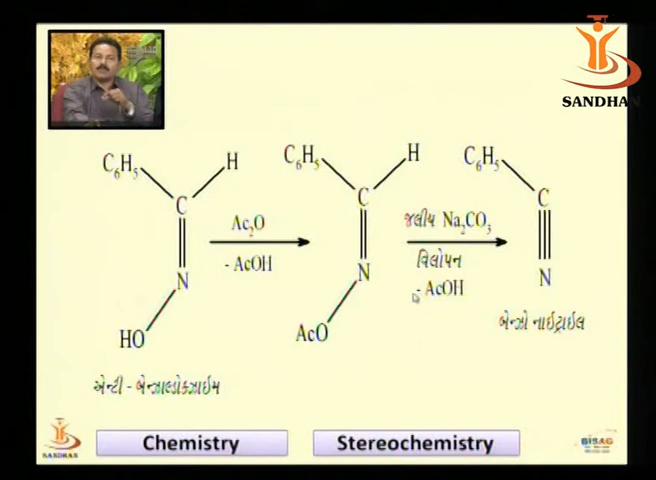 SANDHAN
C₆H₅ H
C
N
HO
એન્ટી - બેન્ઝાલ્ડોક્ઝાઇમ
Ac₂O
- AcOH
C₆H₅ H
C
N
AcO
જલીય Na₂CO₃
વિલોપન
- AcOH
C₆H₅
C
N
બેન્ઝો નાઈટ્રાઈલ
SANDHAN
Chemistry
Stereochemistry
BISAG